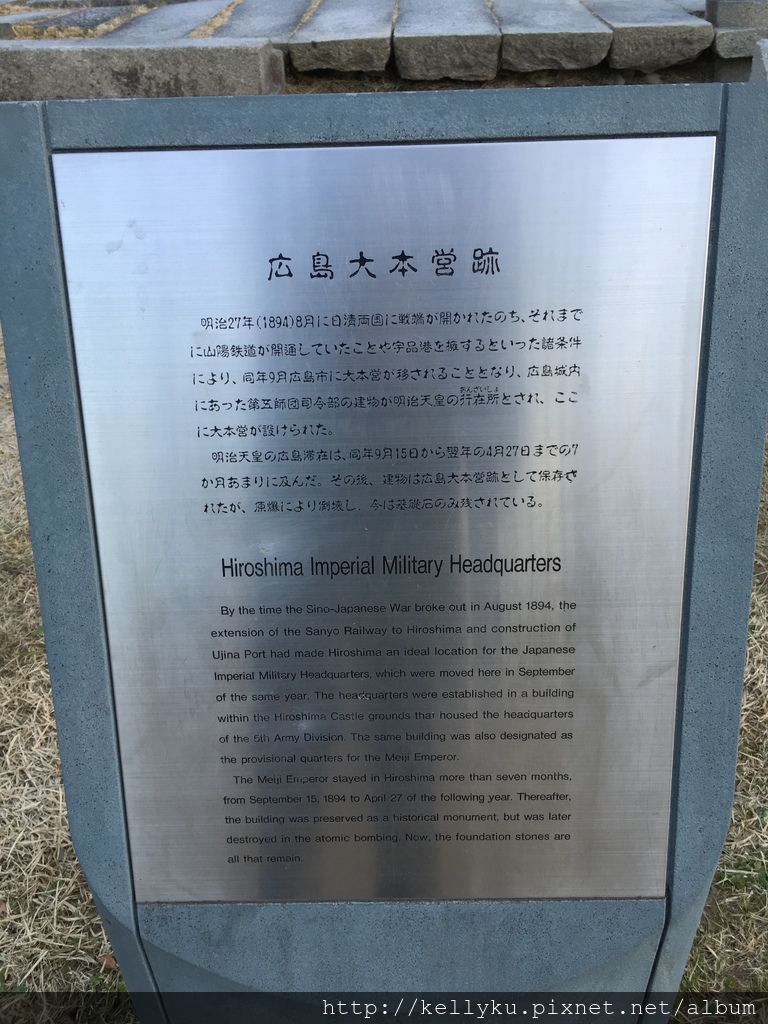 広島大本営跡
明治27年(1894)8月に日清両国に戦端が開かれたのち、それまで
に山陽鉄道が開通していたことや宇品港を擁するといった諸条件
により、同年9月広島市に大本営が移されることとなり、広島城内
にあった第五師団司令部の建物が明治天皇の行在所とされ、ここ
あんざいしょ
に大本営が設けられた。
明治天皇の広島滞在は、同年9月15日から翌年の4月27日までの7
か月あまりに及んだ。その後、建物は広島大本営跡として保存さ
れたが、原爆により倒壊し、今は基礎石のみ残されている。
Hiroshima Imperial Military Headquarters
By the time the Sino-Japanese War broke out in August 1894, the
extension of the Sanyo Railway to Hiroshima and construction of
Ujina Port had made Hiroshima an ideal location for the Japanese
Imperial Military Headquarters, which were moved here in September
of the same year. The headquarters were established in a building
within the Hiroshima Castle grounds that housed the headquarters
of the 5th Army Division. The same building was also designated as
the provisional quarters for the Meiji Emperor.
The Meiji Emperor stayed in Hiroshima more than seven months,
from September 15, 1894 to April 27 of the following year. Thereafter,
the building was preserved as a historical monument, but was later
destroyed in the atomic bombing. Now, the foundation stones are
all that remain.
http://kellyku.pixnet.net/album